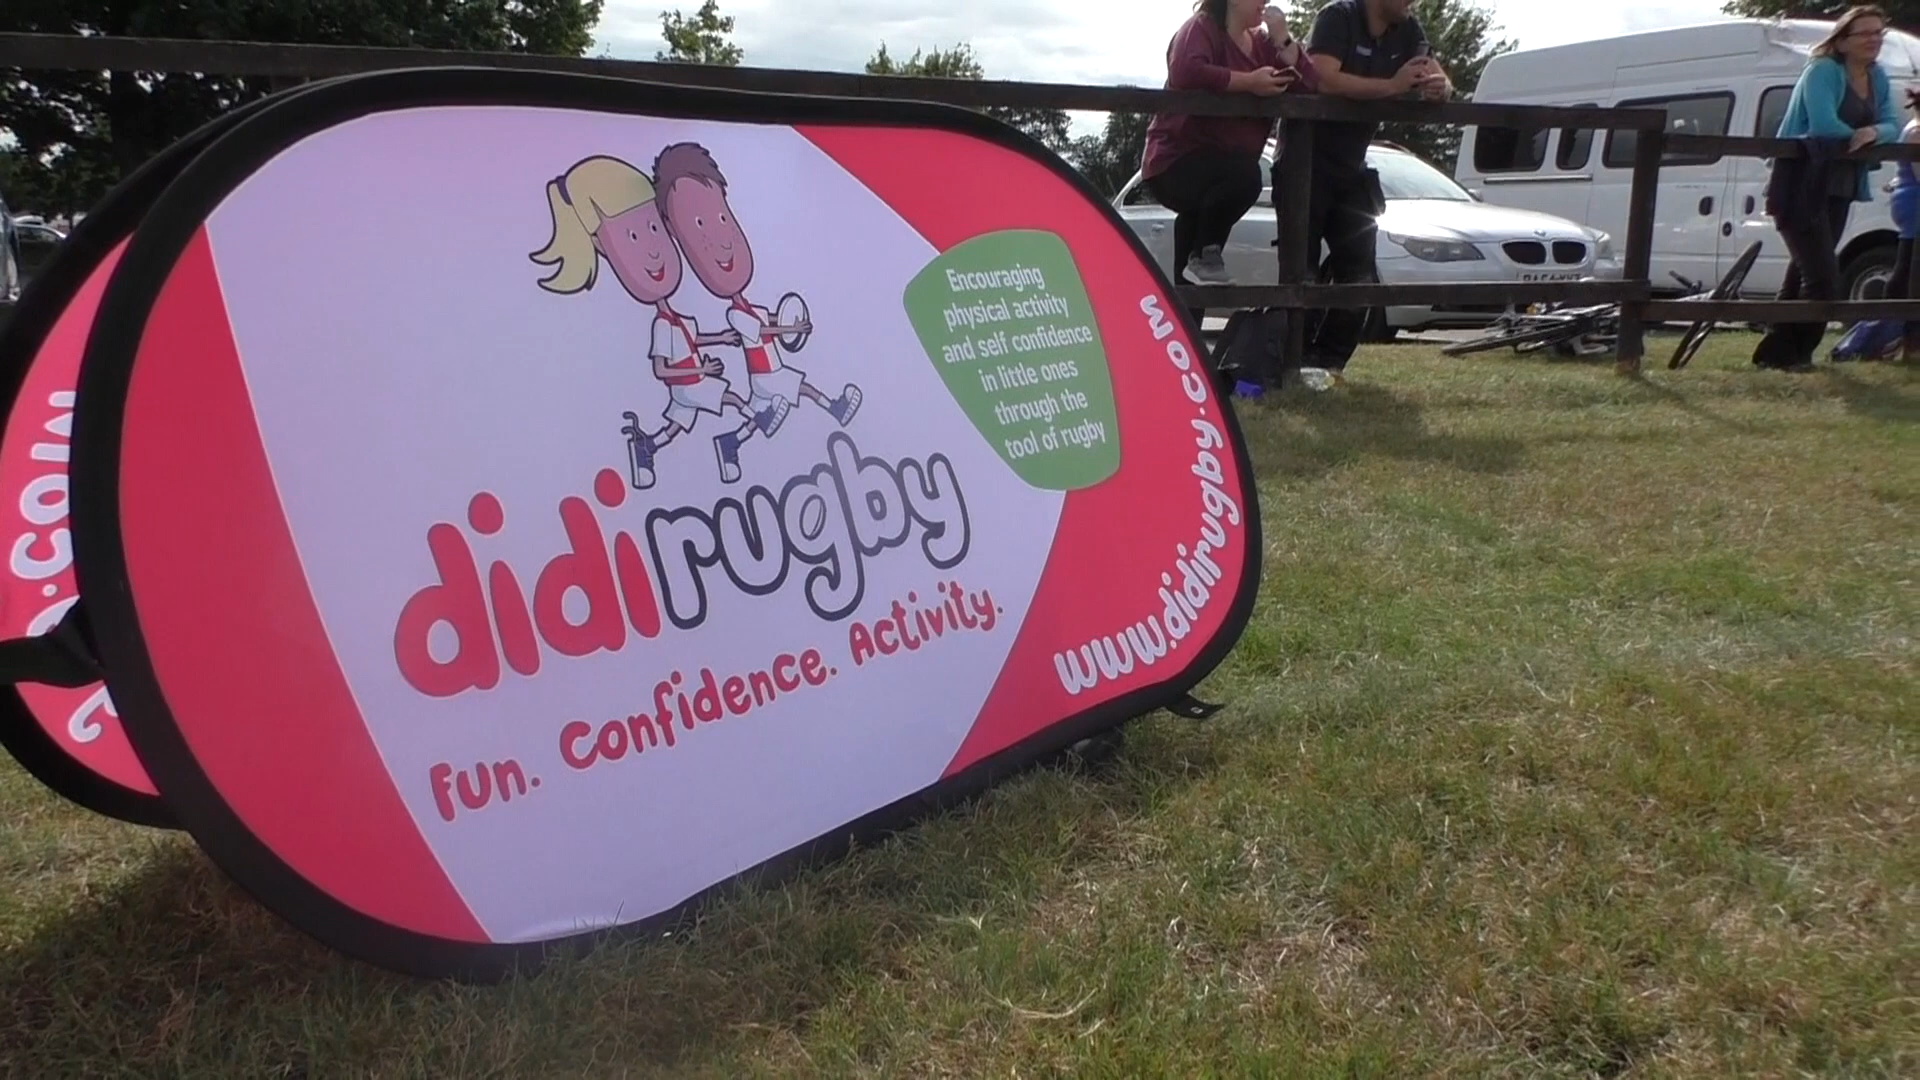 Encouraging
physical activity
and self confidence
in little ones
through the
tool of rugby
didirugby
Fun. Confidence. Activity.
www.didirugby.com
.com